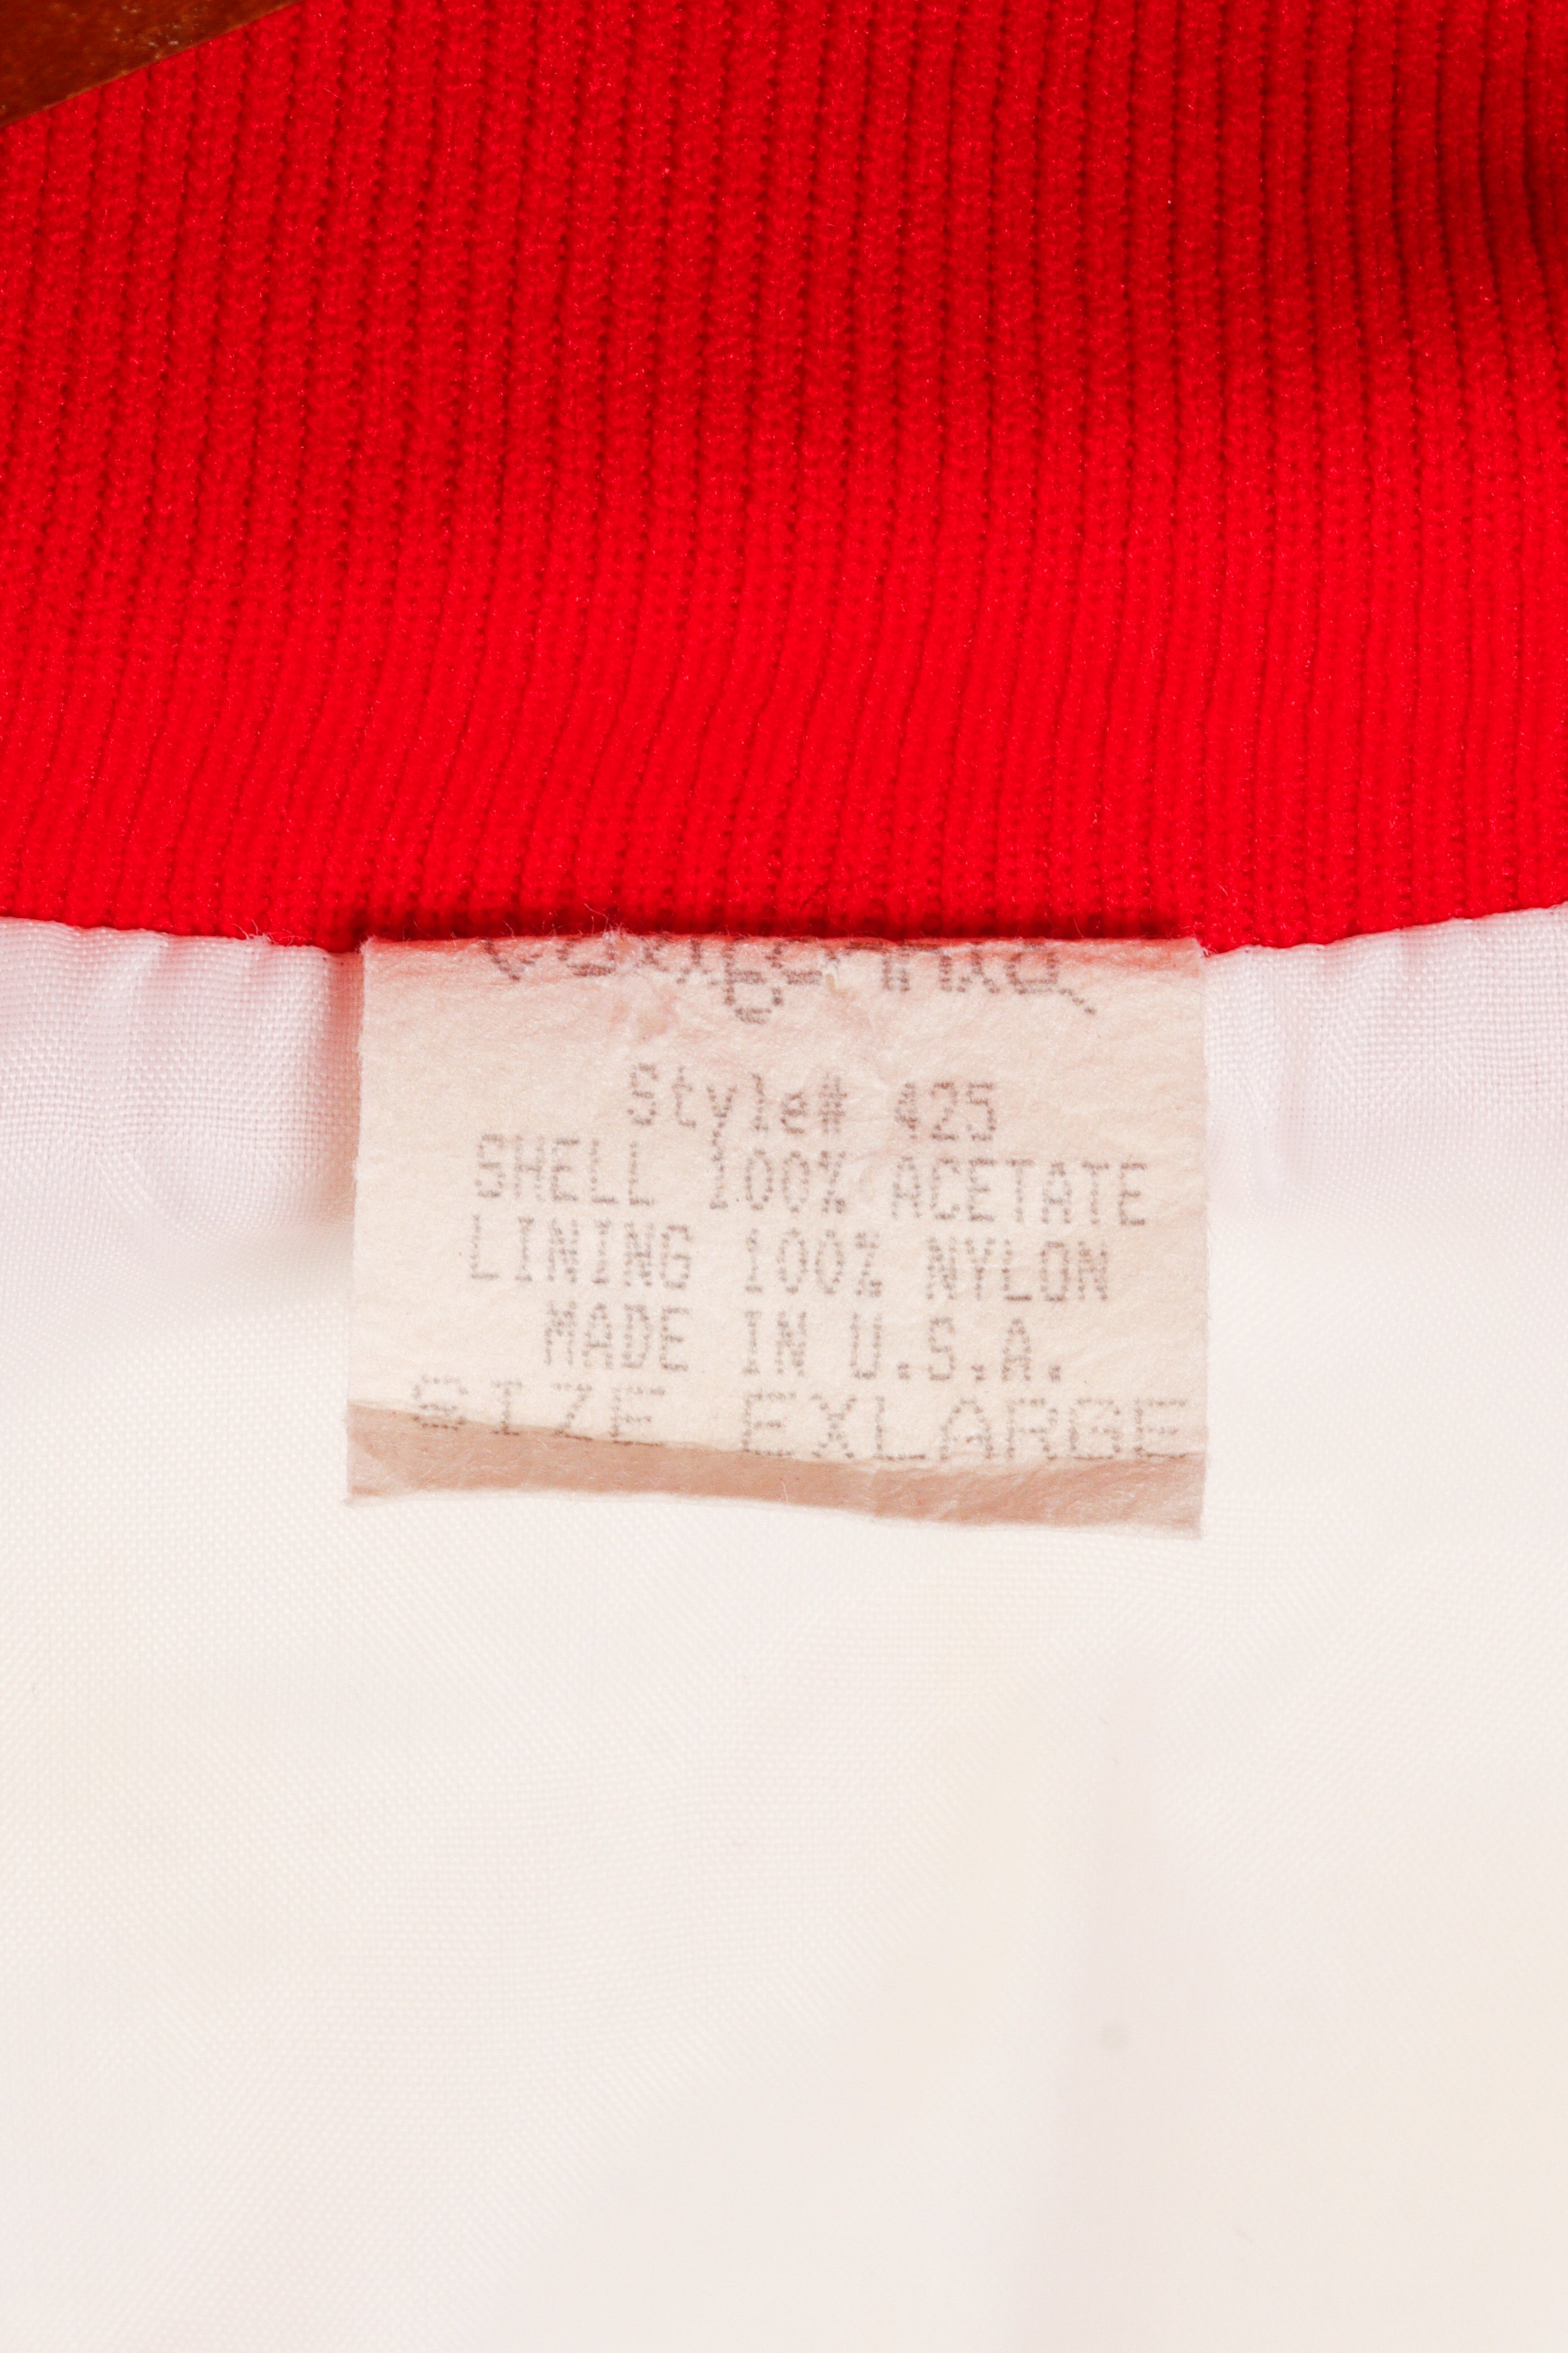 Style# 425
SHELL 100% ACETATE
LINING 100% NYLON
MADE IN U.S.A.
SIZE EXLARGE